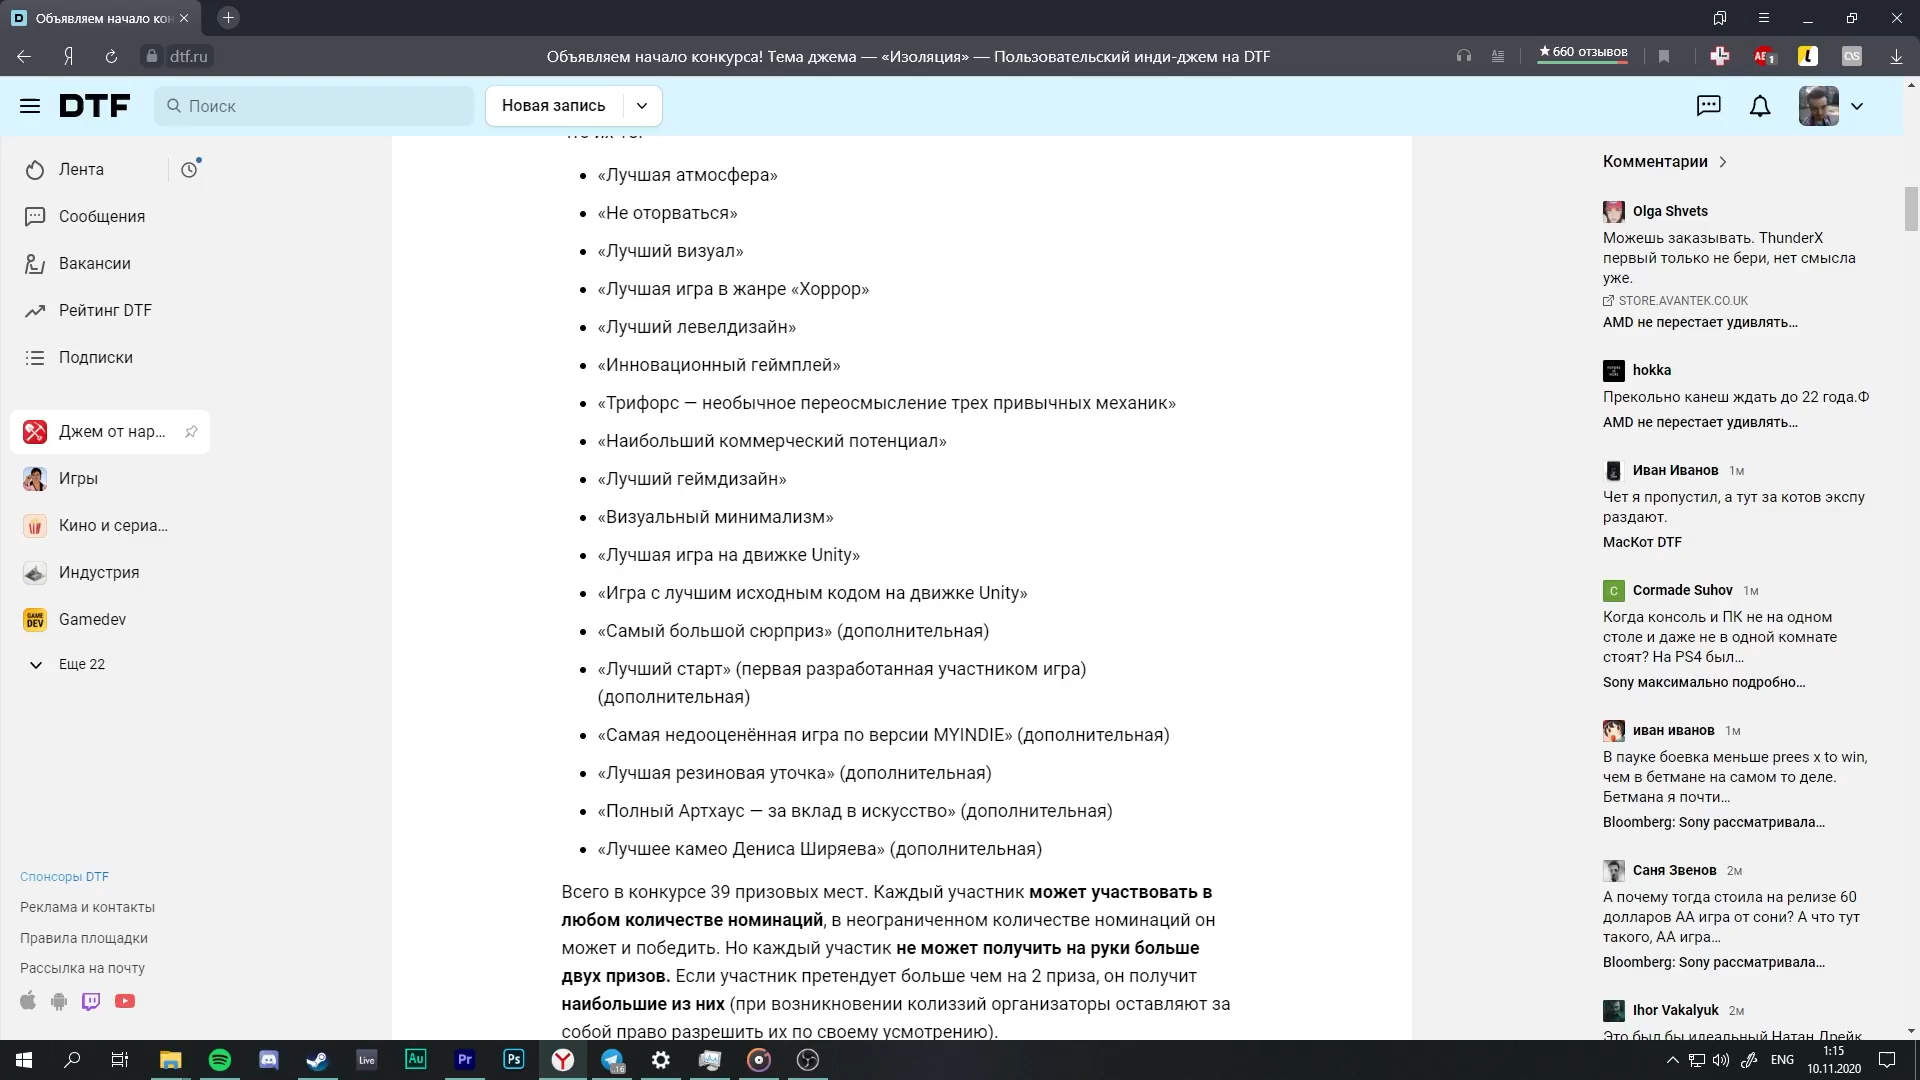 Объявляем начало кон
dtf.ru
Объявляем начало конкурса! Тема джема — «Изоляция» — Пользовательский инди-джем на DTF
★660 отзывов
DTF
Поиск
Новая запись
Лента
Сообщения
Вакансии
Рейтинг DTF
Подписки
Джем от нар...
Игры
Кино и сериа...
Индустрия
GAME DEV
Gamedev
Еще 22
Спонсоры DTF
Реклама и контакты
Правила площадки
Рассылка на почту
• «Лучшая атмосфера»
• «Не оторваться»
• «Лучший визуал»
• «Лучшая игра в жанре «Хоррор»
• «Лучший левелдизайн»
• «Инновационный геймплей»
• «Трифорс — необычное переосмысление трех привычных механик»
• «Наибольший коммерческий потенциал»
• «Лучший геймдизайн»
• «Визуальный минимализм»
• «Лучшая игра на движке Unity»
• «Игра с лучшим исходным кодом на движке Unity»
• «Самый большой сюрприз» (дополнительная)
• «Лучший старт» (первая разработанная участником игра)
(дополнительная)
• «Самая недооценённая игра по версии MYINDIE» (дополнительная)
• «Лучшая резиновая уточка» (дополнительная)
• «Полный Артхаус — за вклад в искусство» (дополнительная)
• «Лучшее камео Дениса Ширяева» (дополнительная)
Всего в конкурсе 39 призовых мест. Каждый участник может участвовать в
любом количестве номинаций, в неограниченном количестве номинаций он
может и победить. Но каждый участик не может получить на руки больше
двух призов. Если участник претендует больше чем на 2 приза, он получит
наибольшие из них (при возникновении колиззий организаторы оставляют за
собой право разрешить их по своему усмотрению).
Комментарии
Olga Shvets
Можешь заказывать. ThunderX
первый только не бери, нет смысла
уже.
STORE.AVANTEK.CO.UK
AMD не перестает удивлять...
hokka
Прекольно канеш ждать до 22 года.Ф
AMD не перестает удивлять...
Иван Иванов 1м
Чет я пропустил, а тут за котов экспу
раздают.
МасКот DTF
C
Cormade Suhov 1м
Когда консоль и ПК не на одном
столе и даже не в одной комнате
стоят? На PS4 был...
Sony максимально подробно...
иван иванов 1м
В пауке боевка меньше prees x to win,
чем в бетмане на самом то деле.
Бетмана я почти...
Bloomberg: Sony рассматривала...
Саня Звенов 2м
А почему тогда стоила на релизе 60
долларов АА игра от сони? А что тут
такого, АА игра...
Bloomberg: Sony рассматривала...
Ihor Vakalyuk 2м
Это был бы идеальный Натан Дрейк
Live
Au
Pr
Ps
16
ENG
1:15
10.11.2020